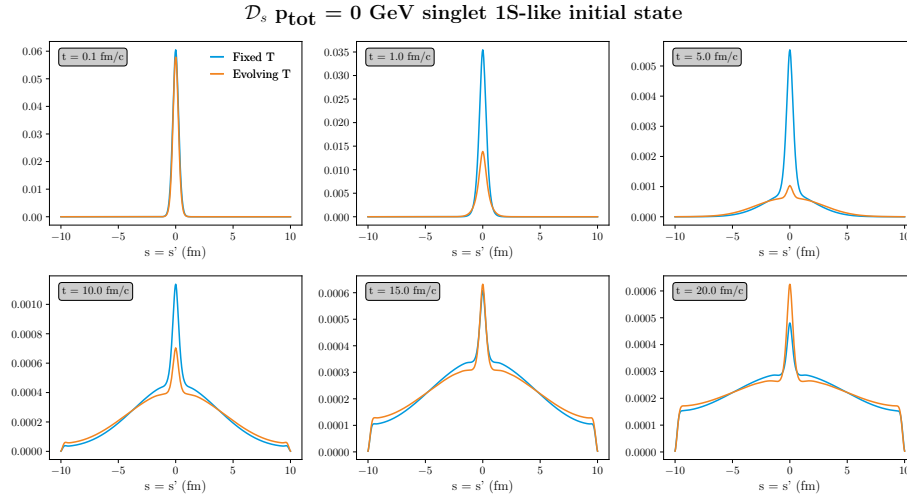 𝒟s ptot = 0 GeV singlet 1S-like initial state
t = 0.1 fm/c
Fixed T
Evolving T
0.06
0.05
0.04
0.03
0.02
0.01
0.00
−10 −5 0 5 10
s = s' (fm)
t = 1.0 fm/c
0.035
0.030
0.025
0.020
0.015
0.010
0.005
0.000
−10 −5 0 5 10
s = s' (fm)
t = 5.0 fm/c
0.005
0.004
0.003
0.002
0.001
0.000
−10 −5 0 5 10
s = s' (fm)
t = 10.0 fm/c
0.0010
0.0008
0.0006
0.0004
0.0002
0.0000
−10 −5 0 5 10
s = s' (fm)
t = 15.0 fm/c
0.0006
0.0005
0.0004
0.0003
0.0002
0.0001
0.0000
−10 −5 0 5 10
s = s' (fm)
t = 20.0 fm/c
0.0006
0.0005
0.0004
0.0003
0.0002
0.0001
0.0000
−10 −5 0 5 10
s = s' (fm)